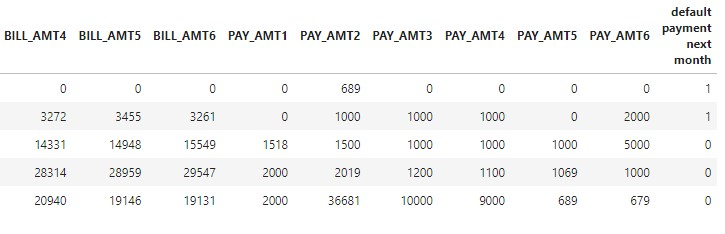 BILL_AMT4 BILL_AMT5 BILL_AMT6 PAY_AMT1 PAY_AMT2 PAY_AMT3 PAY_AMT4 PAY_AMT5 PAY_AMT6 default payment next month
0 0 0 0 689 0 0 0 0 1
3272 3455 3261 0 1000 1000 1000 0 2000 1
14331 14948 15549 1518 1500 1000 1000 1000 5000 0
28314 28959 29547 2000 2019 1200 1100 1069 1000 0
20940 19146 19131 2000 36681 10000 9000 689 679 0